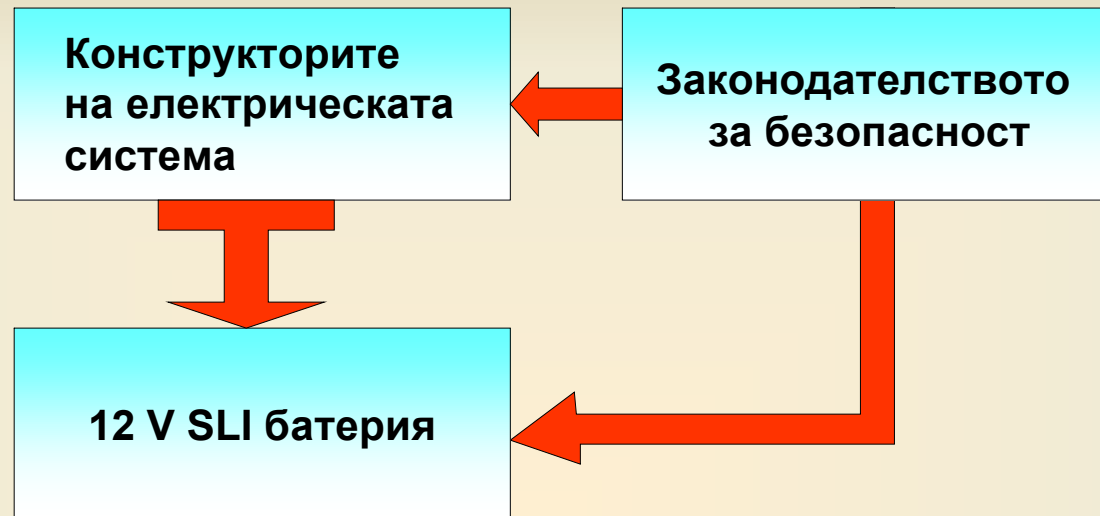 Конструкторите
на електрическата
система
Законодателството
за безопасност
12 V SLI батерия